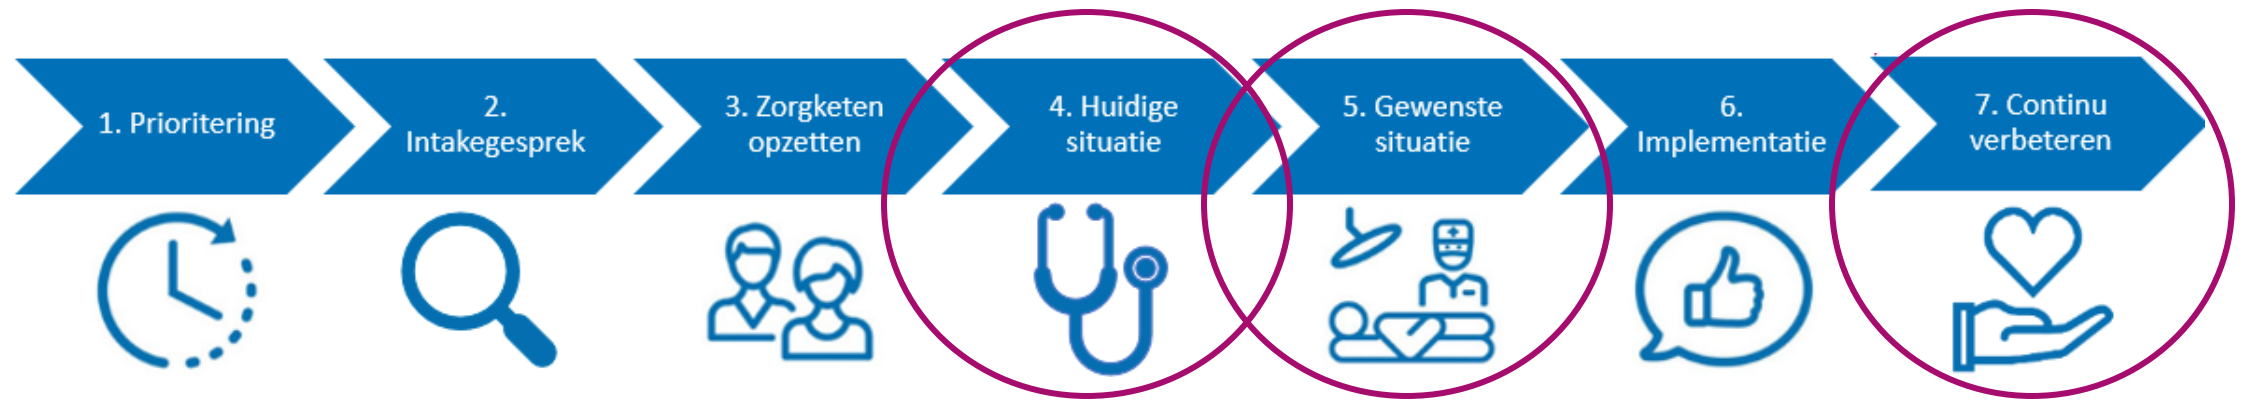 1. Prioritering
2.
Intakegesprek
3. Zorgketen
opzetten
4. Huidige
situatie
5. Gewenste
situatie
6.
Implementatie
7. Continu
verbeteren